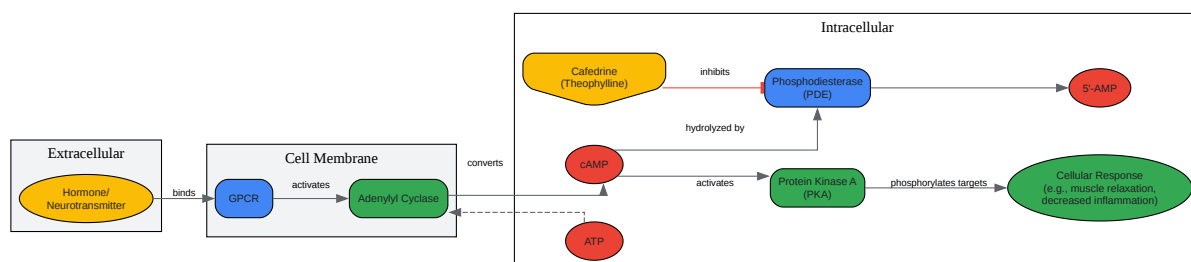 Intracellular
Cafedrine
(Theophylline)
inhibits
Phosphodiesterase
(PDE)
5'-AMP
hydrolyzed by
Extracellular
Hormone/
Neurotransmitter
binds
Cell Membrane
GPCR
activates
Adenylyl Cyclase
converts
cAMP
activates
Protein Kinase A
(PKA)
phosphorylates targets
Cellular Response
(e.g., muscle relaxation,
decreased inflammation)
ATP